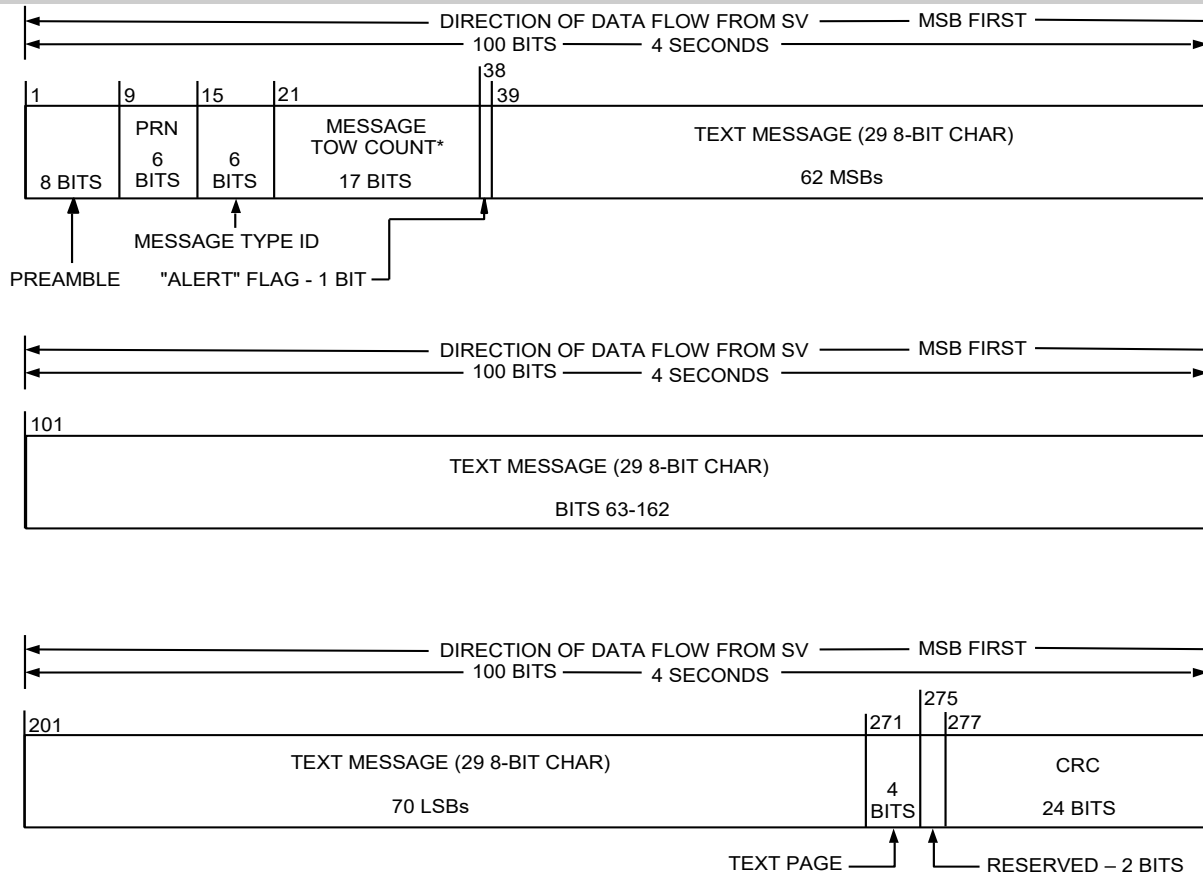 DIRECTION OF DATA FLOW FROM SV MSB FIRST
100 BITS 4 SECONDS
38
1 9 15 21 39
PRN
6
BITS
MESSAGE
TOW COUNT*
17 BITS
TEXT MESSAGE (29 8-BIT CHAR)
62 MSBs
8 BITS
6
BITS
MESSAGE TYPE ID
PREAMBLE "ALERT" FLAG - 1 BIT
DIRECTION OF DATA FLOW FROM SV MSB FIRST
100 BITS 4 SECONDS
101
TEXT MESSAGE (29 8-BIT CHAR)
BITS 63-162
DIRECTION OF DATA FLOW FROM SV MSB FIRST
100 BITS 4 SECONDS
275
201 271 277
TEXT MESSAGE (29 8-BIT CHAR)
70 LSBs
4
BITS
CRC
24 BITS
TEXT PAGE RESERVED – 2 BITS